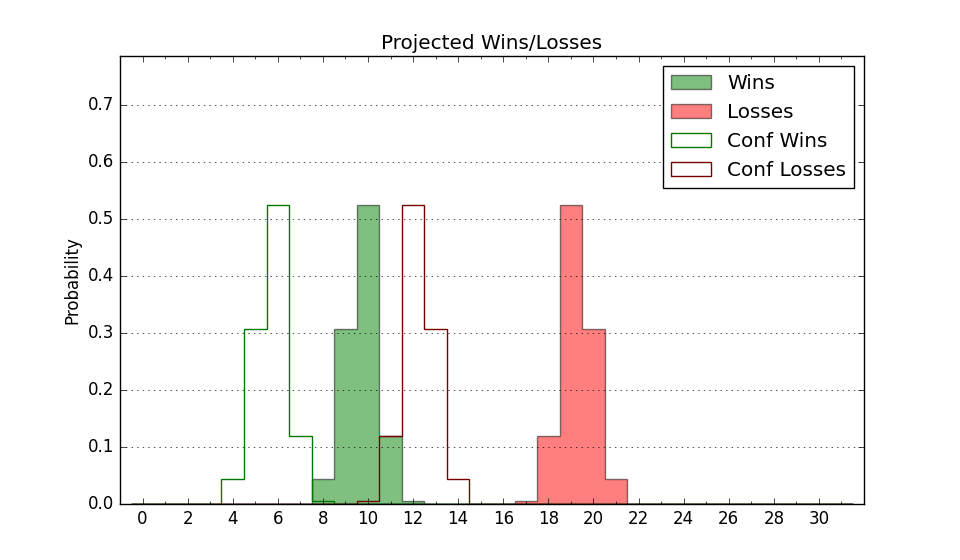 Projected Wins/Losses
Wins
Losses
Conf Wins
Conf Losses
Probability
0.7
0.6
0.5
0.4
0.3
0.2
0.1
0.0
0 2 4 6 8 10 12 14 16 18 20 22 24 26 28 30